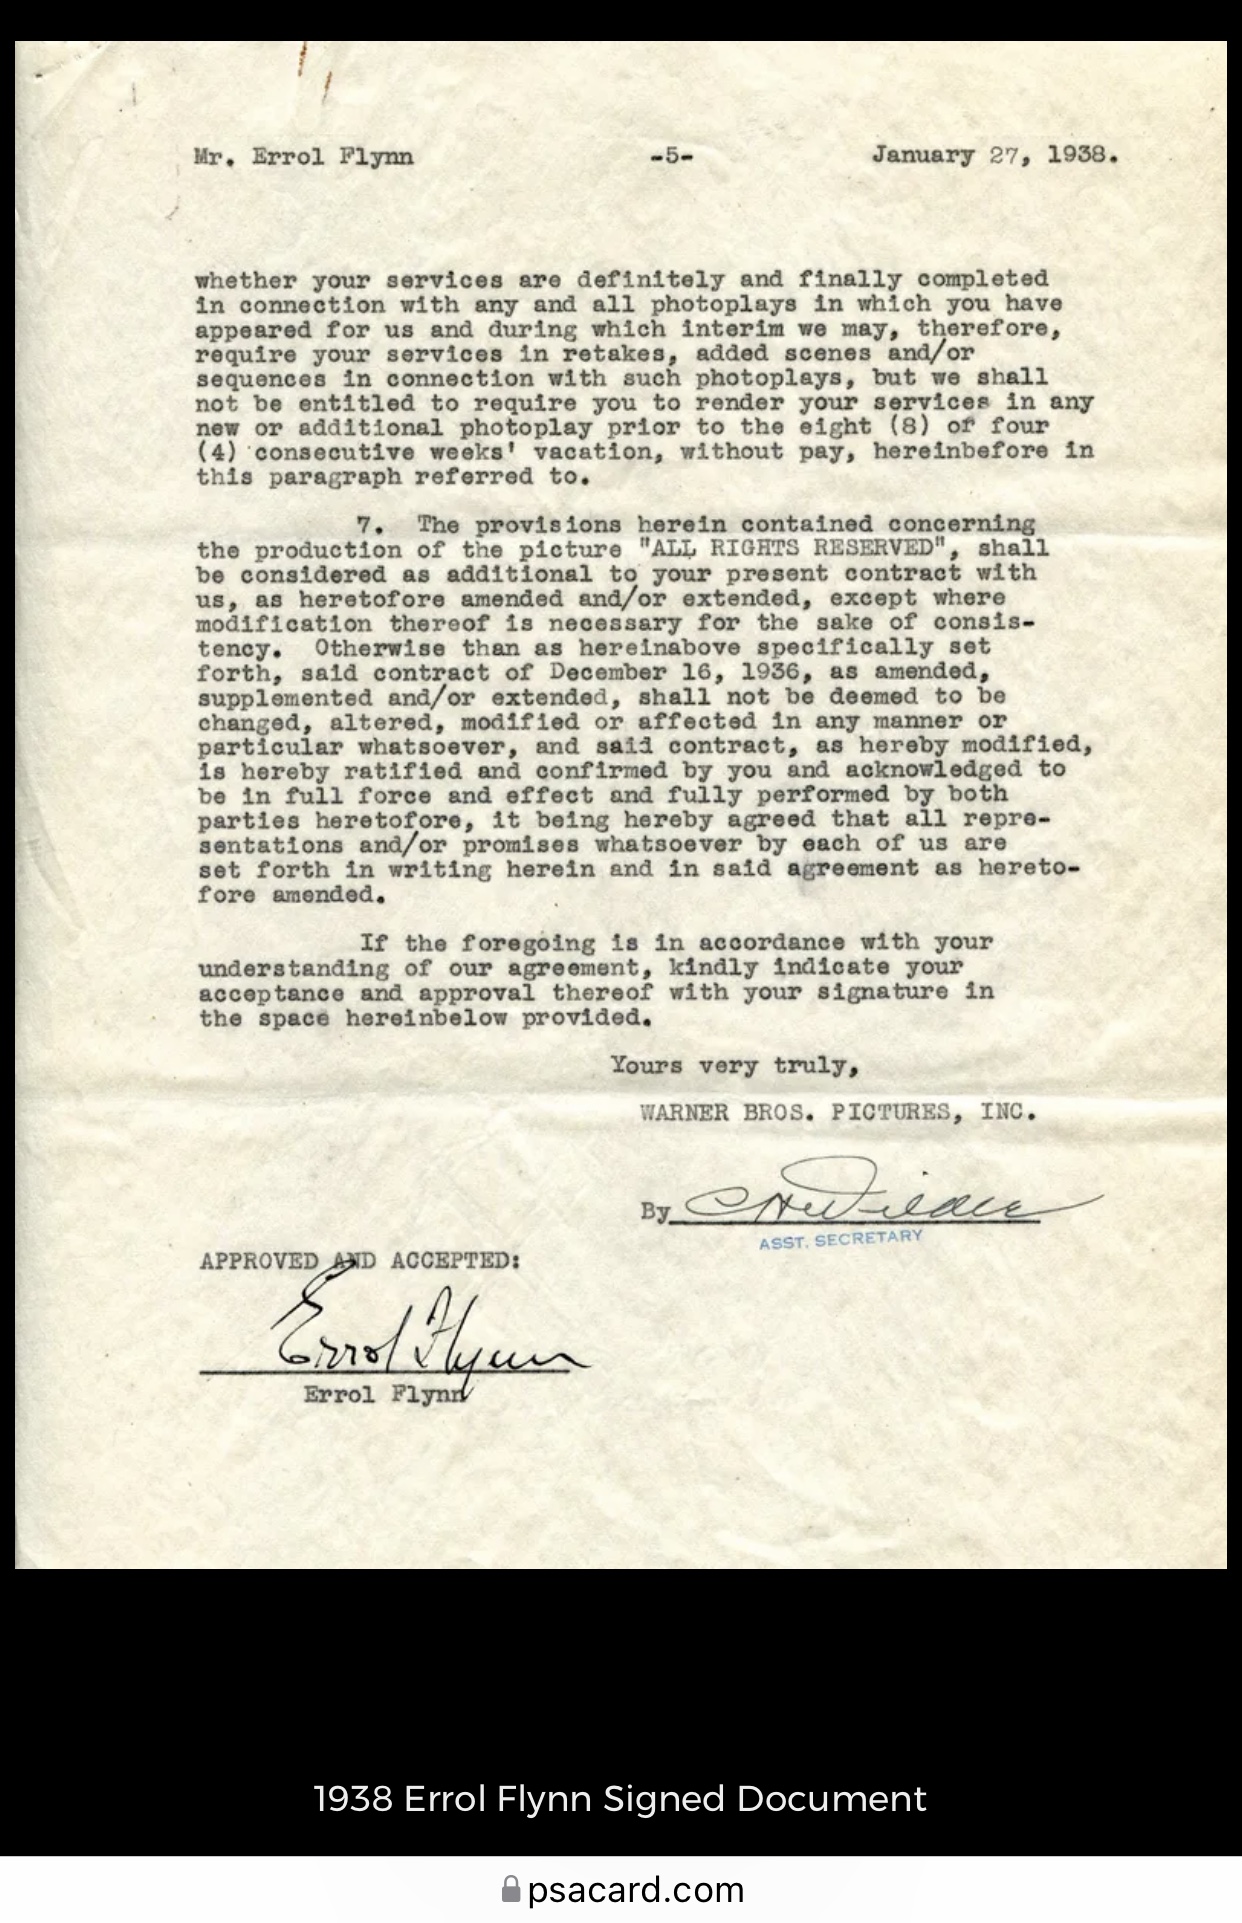 Mr. Errol Flynn -5- January 27, 1938.
whether your services are definitely and finally completed
in connection with any and all photoplays in which you have
appeared for us and during which interim we may, therefore,
require your services in retakes, added scenes and/or
sequences in connection with such photoplays, but we shall
not be entitled to require you to render your services in any
new or additional photoplay prior to the eight (8) or four
(4) consecutive weeks' vacation, without pay, hereinbefore in
this paragraph referred to.
7. The provisions herein contained concerning
the production of the picture "ALL RIGHTS RESERVED", shall
be considered as additional to your present contract with
us, as heretofore amended and/or extended, except where
modification thereof is necessary for the sake of consis-
tency. Otherwise than as hereinabove specifically set
forth, said contract of December 16, 1936, as amended,
supplemented and/or extended, shall not be deemed to be
changed, altered, modified or affected in any manner or
particular whatsoever, and said contract, as hereby modified,
is hereby ratified and confirmed by you and acknowledged to
be in full force and effect and fully performed by both
parties heretofore, it being hereby agreed that all repre-
sentations and/or promises whatsoever by each of us are
set forth in writing herein and in said agreement as hereto-
fore amended.
If the foregoing is in accordance with your
understanding of our agreement, kindly indicate your
acceptance and approval thereof with your signature in
the space hereinbelow provided.
Yours very truly,
WARNER BROS. PICTURES, INC.
By
ASST. SECRETARY
APPROVED AND ACCEPTED:
Errol Flynn
Errol Flynn
1938 Errol Flynn Signed Document
psacard.com